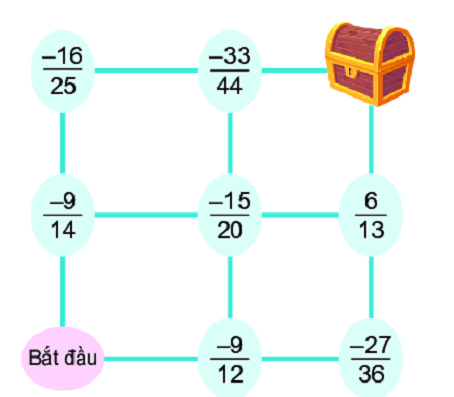 –16/25 –33/44
–9/14 –15/20 6/13
Bắt đầu –9/12 –27/36